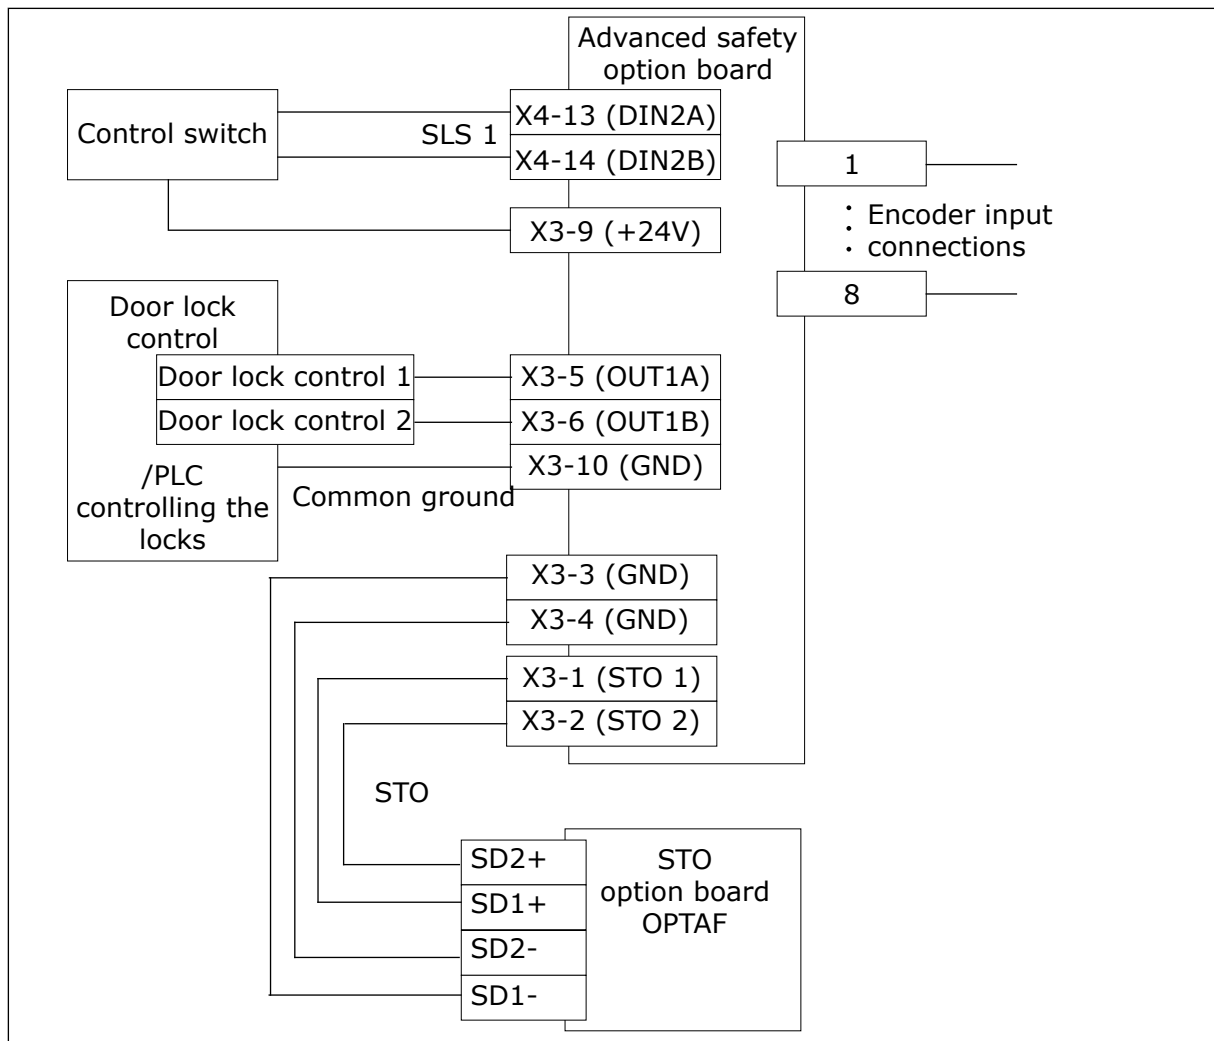 Advanced safety
option board
Control switch
SLS 1
X4-13 (DIN2A)
X4-14 (DIN2B)
X3-9 (+24V)
1
Encoder input
connections
8
Door lock
control
Door lock control 1
Door lock control 2
/PLC
controlling the
locks
X3-5 (OUT1A)
X3-6 (OUT1B)
X3-10 (GND)
Common ground
X3-3 (GND)
X3-4 (GND)
X3-1 (STO 1)
X3-2 (STO 2)
STO
SD2+
SD1+
SD2-
SD1-
STO
option board
OPTAF